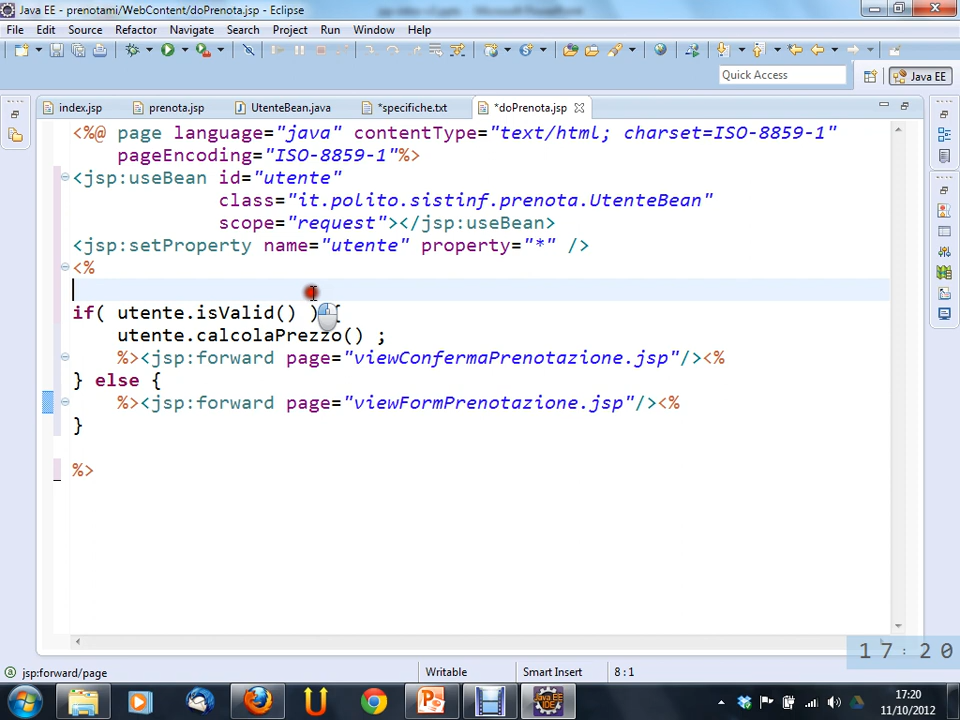 Java EE - prenotami/WebContent/doPrenota.jsp - Eclipse
File Edit Source Refactor Navigate Search Project Run Window Help
Quick Access
Java EE
index.jsp prenota.jsp UtenteBean.java *specifiche.txt *doPrenota.jsp
<%@ page language="java" contentType="text/html; charset=ISO-8859-1"
pageEncoding="ISO-8859-1"%>
<jsp:useBean id="utente"
class="it.polito.sistinf.prenota.UtenteBean"
scope="request"></jsp:useBean>
<jsp:setProperty name="utente" property="*" />
<%
if( utente.isValid() ) {
utente.calcolaPrezzo() ;
%><jsp:forward page="viewConfermaPrenotazione.jsp"/><%
} else {
%><jsp:forward page="viewFormPrenotazione.jsp"/><%
}
%>
17:20
jsp:forward/page Writable Smart Insert 8 : 1
Java EE IDE
17:20
11/10/2012